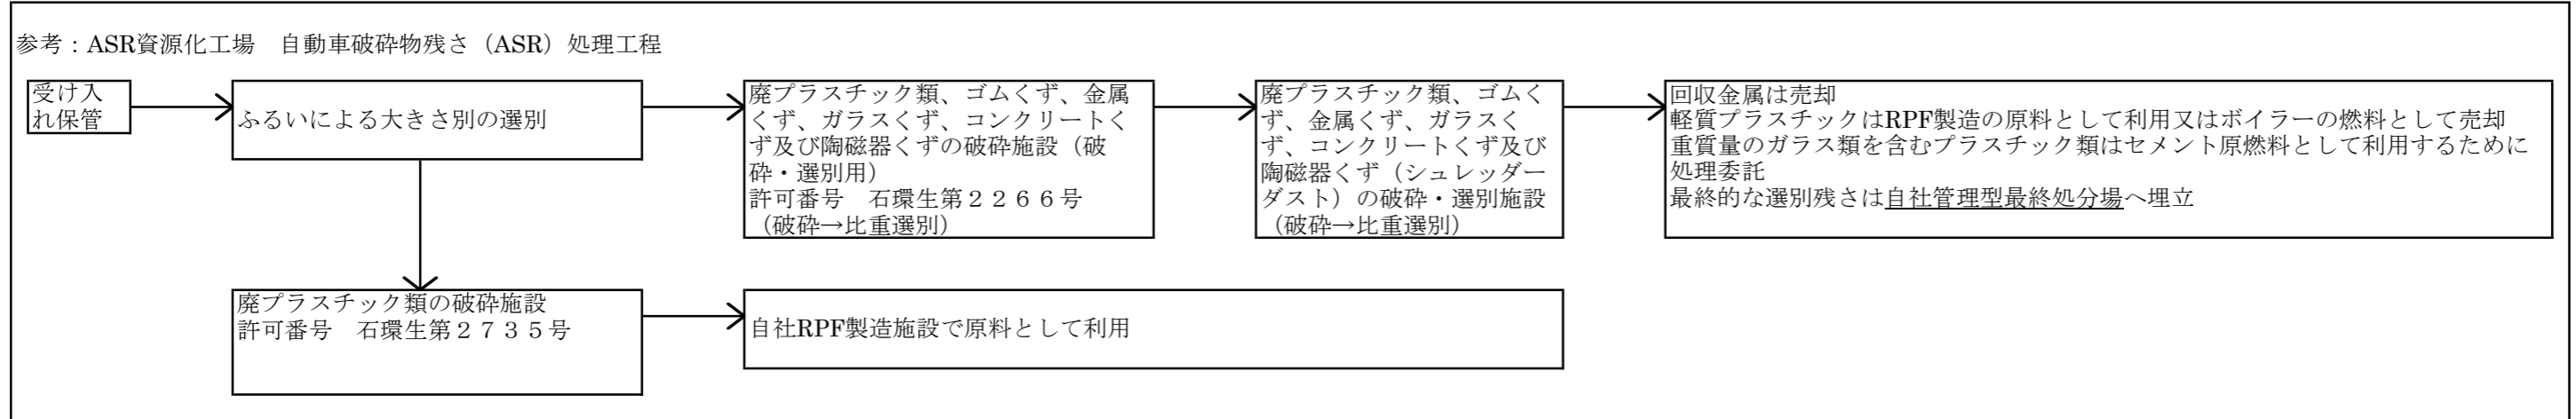 参考：ASR資源化工場　自動車破砕物残さ（ASR）処理工程
受け入
れ保管
ふるいによる大きさ別の選別
廃プラスチック類、ゴムくず、金属
くず、ガラスくず、コンクリートく
ず及び陶磁器くずの破砕施設（破
砕・選別用）
許可番号　石環生第２２６６号
（破砕→比重選別）
廃プラスチック類、ゴムく
ず、金属くず、ガラスく
ず、コンクリートくず及び
陶磁器くず（シュレッダー
ダスト）の破砕・選別施設
（破砕→比重選別）
回収金属は売却
軽質プラスチックはRPF製造の原料として利用又はボイラーの燃料として売却
重質量のガラス類を含むプラスチック類はセメント原燃料として利用するために
処理委託
最終的な選別残さは自社管理型最終処分場へ埋立
廃プラスチック類の破砕施設
許可番号　石環生第２７３５号
自社RPF製造施設で原料として利用